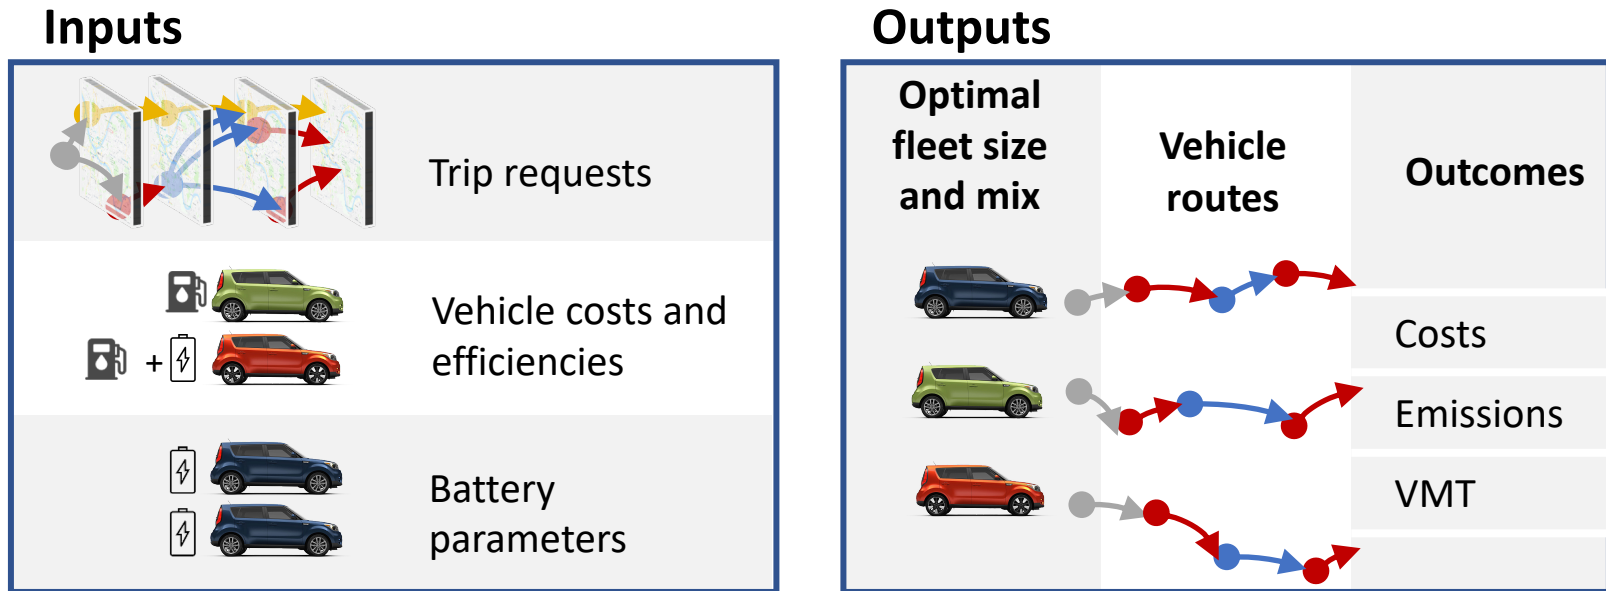 Inputs
Trip requests
+
Vehicle costs and
efficiencies
Battery
parameters
Outputs
Optimal
fleet size
and mix
Vehicle
routes
Outcomes
Costs
Emissions
VMT